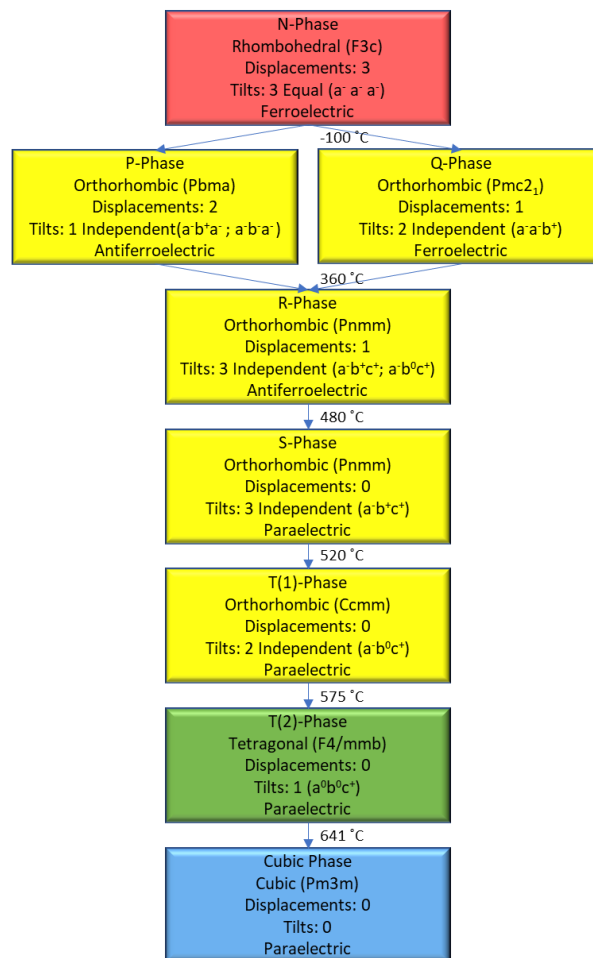 N-Phase
Rhombohedral (F3c)
Displacements: 3
Tilts: 3 Equal (a⁻ a⁻ a⁻)
Ferroelectric
-100 ˚C
P-Phase
Orthorhombic (Pbma)
Displacements: 2
Tilts: 1 Independent(a⁻b⁺a⁻ ; a⁻b⁻a⁻)
Antiferroelectric
Q-Phase
Orthorhombic (Pmc2₁)
Displacements: 1
Tilts: 2 Independent (a⁻a⁻b⁺)
Ferroelectric
360 ˚C
R-Phase
Orthorhombic (Pnmm)
Displacements: 1
Tilts: 3 Independent (a⁻b⁺c⁺; a⁻b⁰c⁺)
Antiferroelectric
480 ˚C
S-Phase
Orthorhombic (Pnmm)
Displacements: 0
Tilts: 3 Independent (a⁻b⁺c⁺)
Paraelectric
520 ˚C
T(1)-Phase
Orthorhombic (Ccmm)
Displacements: 0
Tilts: 2 Independent (a⁻b⁰c⁺)
Paraelectric
575 ˚C
T(2)-Phase
Tetragonal (F4/mmb)
Displacements: 0
Tilts: 1 (a⁰b⁰c⁺)
Paraelectric
641 ˚C
Cubic Phase
Cubic (Pm3m)
Displacements: 0
Tilts: 0
Paraelectric